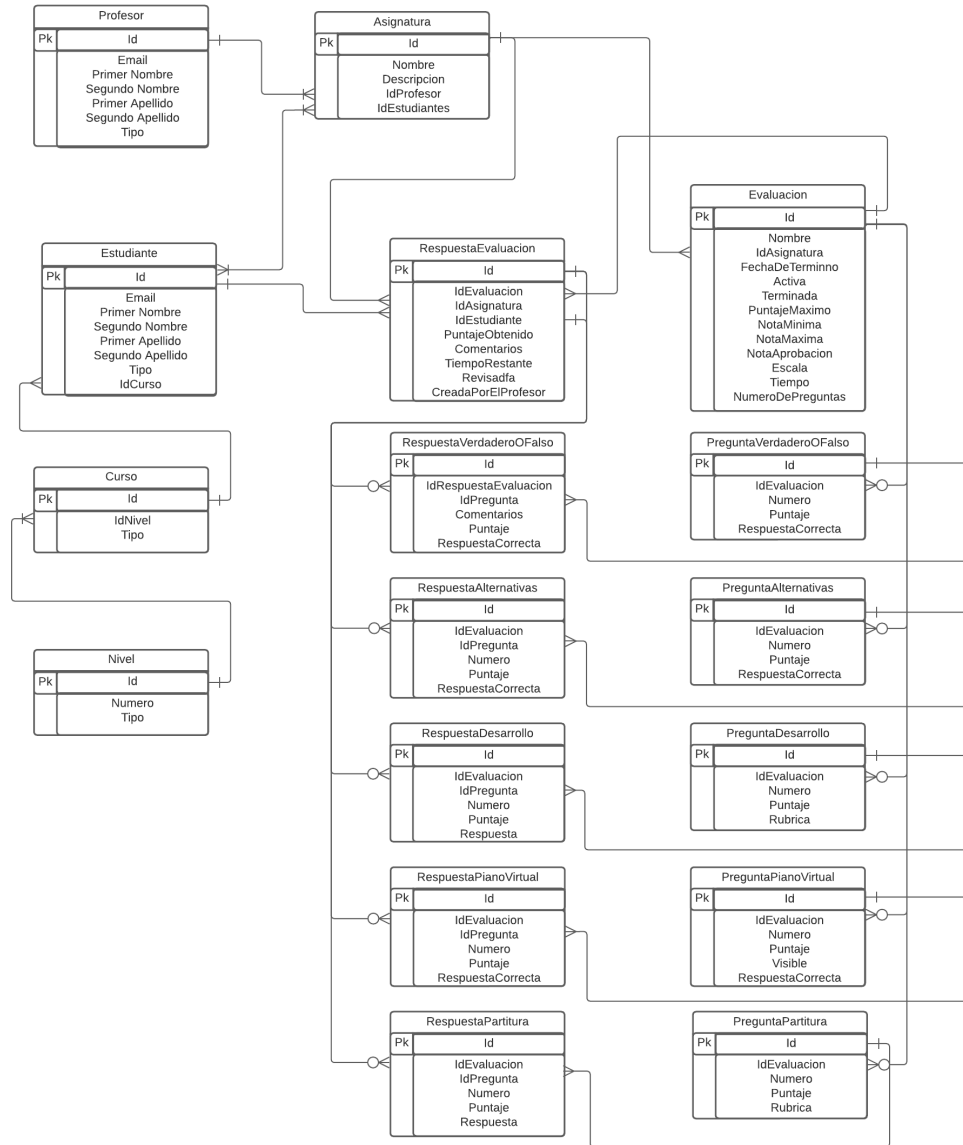 Profesor
Pk
Id
Email
Primer Nombre
Segundo Nombre
Primer Apellido
Segundo Apellido
Tipo
Asignatura
Pk
Id
Nombre
Descripcion
IdProfesor
IdEstudiantes
Evaluacion
Pk
Id
Nombre
IdAsignatura
FechaDeTerminno
Activa
Terminada
PuntajeMaximo
NotaMinima
NotaMaxima
NotaAprobacion
Escala
Tiempo
NumeroDePreguntas
Estudiante
Pk
Id
Email
Primer Nombre
Segundo Nombre
Primer Apellido
Segundo Apellido
Tipo
IdCurso
RespuestaEvaluacion
Pk
Id
IdEvaluacion
IdAsignatura
IdEstudiante
PuntajeObtenido
Comentarios
TiempoRestante
Revisadfa
CreadaPorElProfesor
Curso
Pk
Id
IdNivel
Tipo
Nivel
Pk
Id
Numero
Tipo
RespuestaVerdaderoOFalso
Pk
Id
IdRespuestaEvaluacion
IdPregunta
Comentarios
Puntaje
RespuestaCorrecta
PreguntaVerdaderoOFalso
Pk
Id
IdEvaluacion
Numero
Puntaje
RespuestaCorrecta
RespuestaAlternativas
Pk
Id
IdEvaluacion
IdPregunta
Numero
Puntaje
RespuestaCorrecta
PreguntaAlternativas
Pk
Id
IdEvaluacion
Numero
Puntaje
RespuestaCorrecta
RespuestaDesarrollo
Pk
Id
IdEvaluacion
IdPregunta
Numero
Puntaje
Respuesta
PreguntaDesarrollo
Pk
Id
IdEvaluacion
Numero
Puntaje
Rubrica
RespuestaPianoVirtual
Pk
Id
IdEvaluacion
IdPregunta
Numero
Puntaje
RespuestaCorrecta
PreguntaPianoVirtual
Pk
Id
IdEvaluacion
Numero
Puntaje
Visible
RespuestaCorrecta
RespuestaPartitura
Pk
Id
IdEvaluacion
IdPregunta
Numero
Puntaje
Respuesta
PreguntaPartitura
Pk
Id
IdEvaluacion
Numero
Puntaje
Rubrica